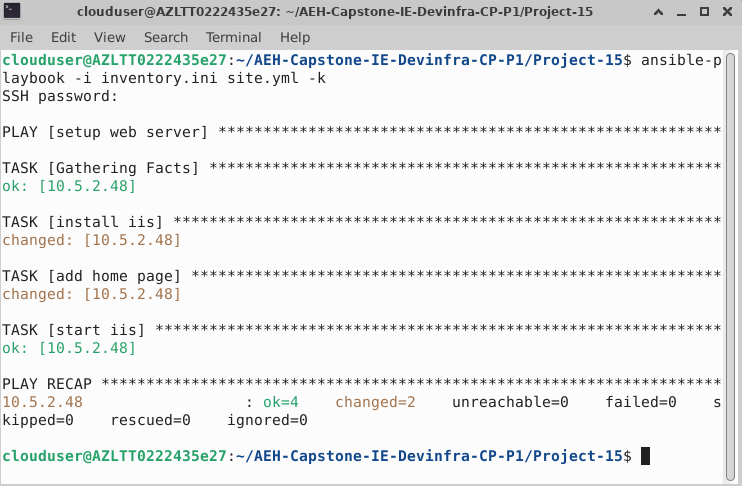 clouduser@AZLTT0222435e27: ~/AEH-Capstone-IE-Devinfra-CP-P1/Project-15
File Edit View Search Terminal Help
clouduser@AZLTT0222435e27:~/AEH-Capstone-IE-Devinfra-CP-P1/Project-15$ ansible-p
laybook -i inventory.ini site.yml -k
SSH password:
PLAY [setup web server] ********************************************************
TASK [Gathering Facts] *********************************************************
ok: [10.5.2.48]
TASK [install iis] *************************************************************
changed: [10.5.2.48]
TASK [add home page] ***********************************************************
changed: [10.5.2.48]
TASK [start iis] ***************************************************************
ok: [10.5.2.48]
PLAY RECAP *********************************************************************
10.5.2.48                  : ok=4    changed=2    unreachable=0    failed=0    s
kipped=0    rescued=0    ignored=0
clouduser@AZLTT0222435e27:~/AEH-Capstone-IE-Devinfra-CP-P1/Project-15$